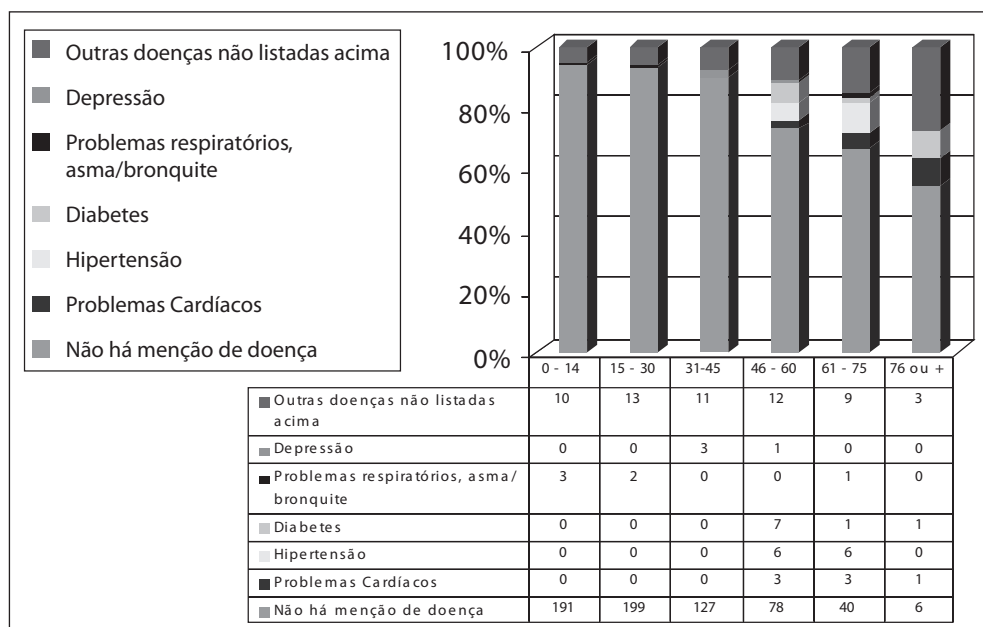 Outras doenças não listadas acima
Depressão
Problemas respiratórios,
asma/bronquite
Diabetes
Hipertensão
Problemas Cardíacos
Não há menção de doença
100%
80%
60%
40%
20%
0%
0 - 14 15 - 30 31-45 46 - 60 61 - 75 76 ou +
Outras doenças não listadas 10 13 11 12 9 3
acima
Depressão 0 0 3 1 0 0
Problemas respiratórios, asma/ 3 2 0 0 1 0
bronquite
Diabetes 0 0 0 7 1 1
Hipertensão 0 0 0 6 6 0
Problemas Cardíacos 0 0 0 3 3 1
Não há menção de doença 191 199 127 78 40 6